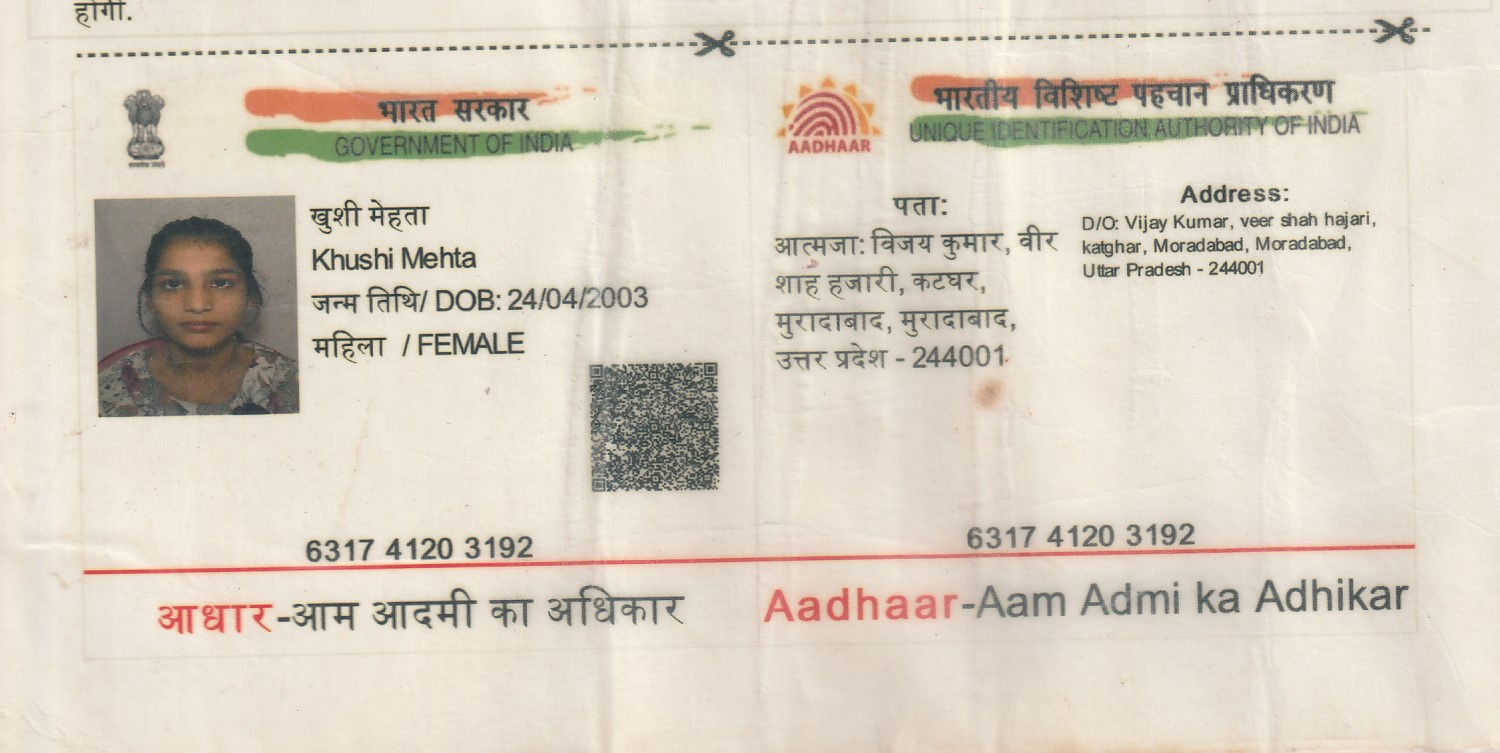 होगी.
भारत सरकार
GOVERNMENT OF INDIA
खुशी मेहता
Khushi Mehta
जन्म तिथि/ DOB: 24/04/2003
महिला / FEMALE
6317 4120 3192
आधार-आम आदमी का अधिकार
भारतीय विशिष्ट पहचान प्राधिकरण
UNIQUE IDENTIFICATION AUTHORITY OF INDIA
AADHAAR
पता:
आत्मजा: विजय कुमार, वीर
शाह हजारी, कटघर,
मुरादाबाद, मुरादाबाद,
उत्तर प्रदेश - 244001
Address:
D/O: Vijay Kumar, veer shah hajari,
katghar, Moradabad, Moradabad,
Uttar Pradesh - 244001
6317 4120 3192
Aadhaar-Aam Admi ka Adhikar